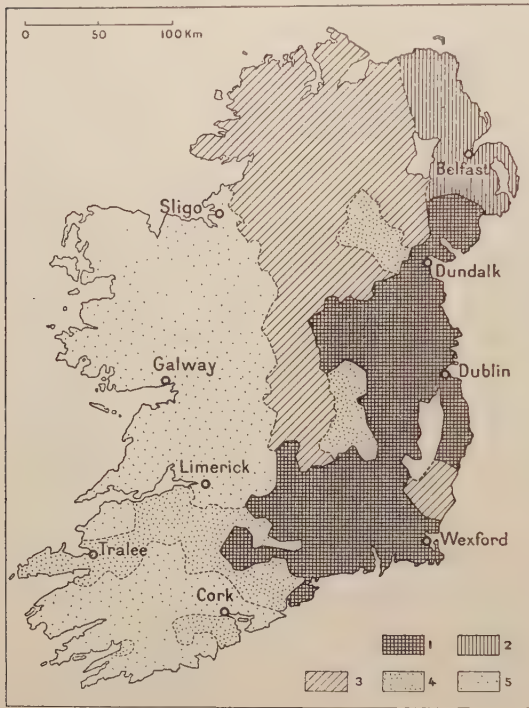 0 50 100 Km
Belfast
Sligo
Dundalk
Galway
Dublin
Limerick
Tralee
Wexford
Cork
1 2
3 4 5